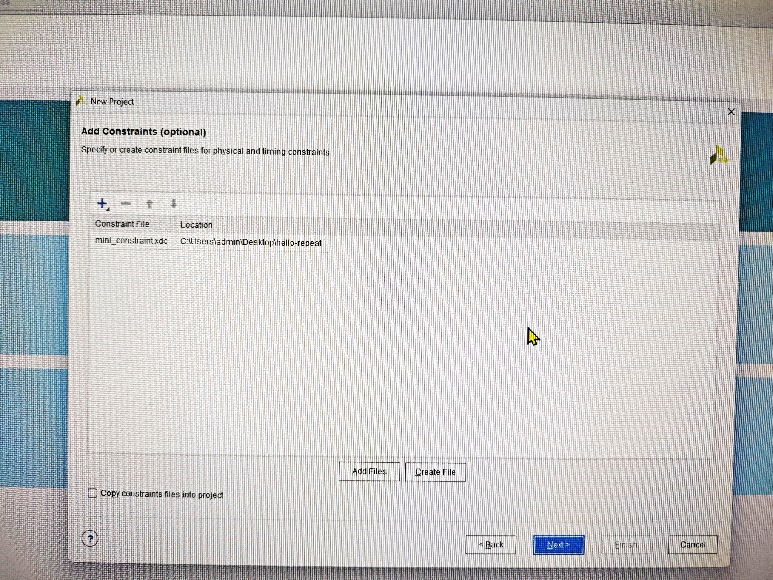 New Project
Add Constraints (optional)
Specify or create constraint files for physical and timing constraints.
Constraint File Location
mini_constraint.xdc C:\Users\admin\Desktop\hallo-repeat
Add Files Create File
Copy constraints files into project
? < Back Next > Finish Cancel